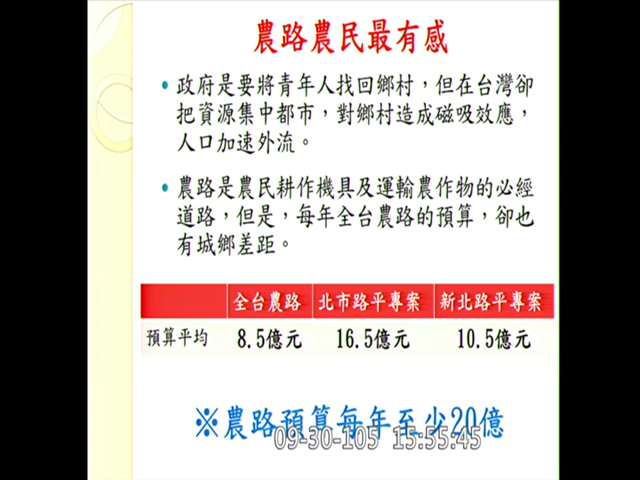 農路農民最有感
•政府是要將青年人找回鄉村，但在台灣卻
把資源集中都市，對鄉村造成磁吸效應，
人口加速外流。
•農路是農民耕作機具及運輸農作物的必經
道路，但是，每年全台農路的預算，卻也
有城鄉差距。
全台農路 北市路平專案 新北路平專案
預算平均 8.5億元 16.5億元 10.5億元
※農路預算每年至少20億
09-30-105 15:55:45